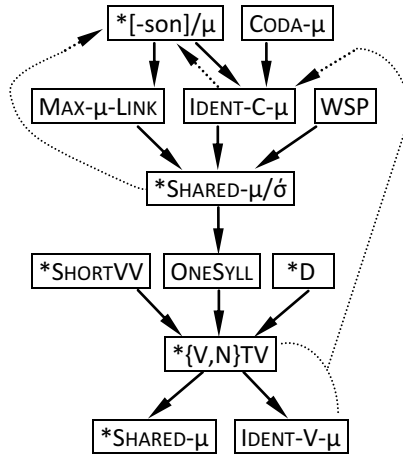 *[-son]/μ CODA-μ
MAX-μ-LINK IDENT-C-μ WSP
*SHARED-μ/σ́
*SHORTVV ONESYLL *D
*{V,N}TV
*SHARED-μ IDENT-V-μ